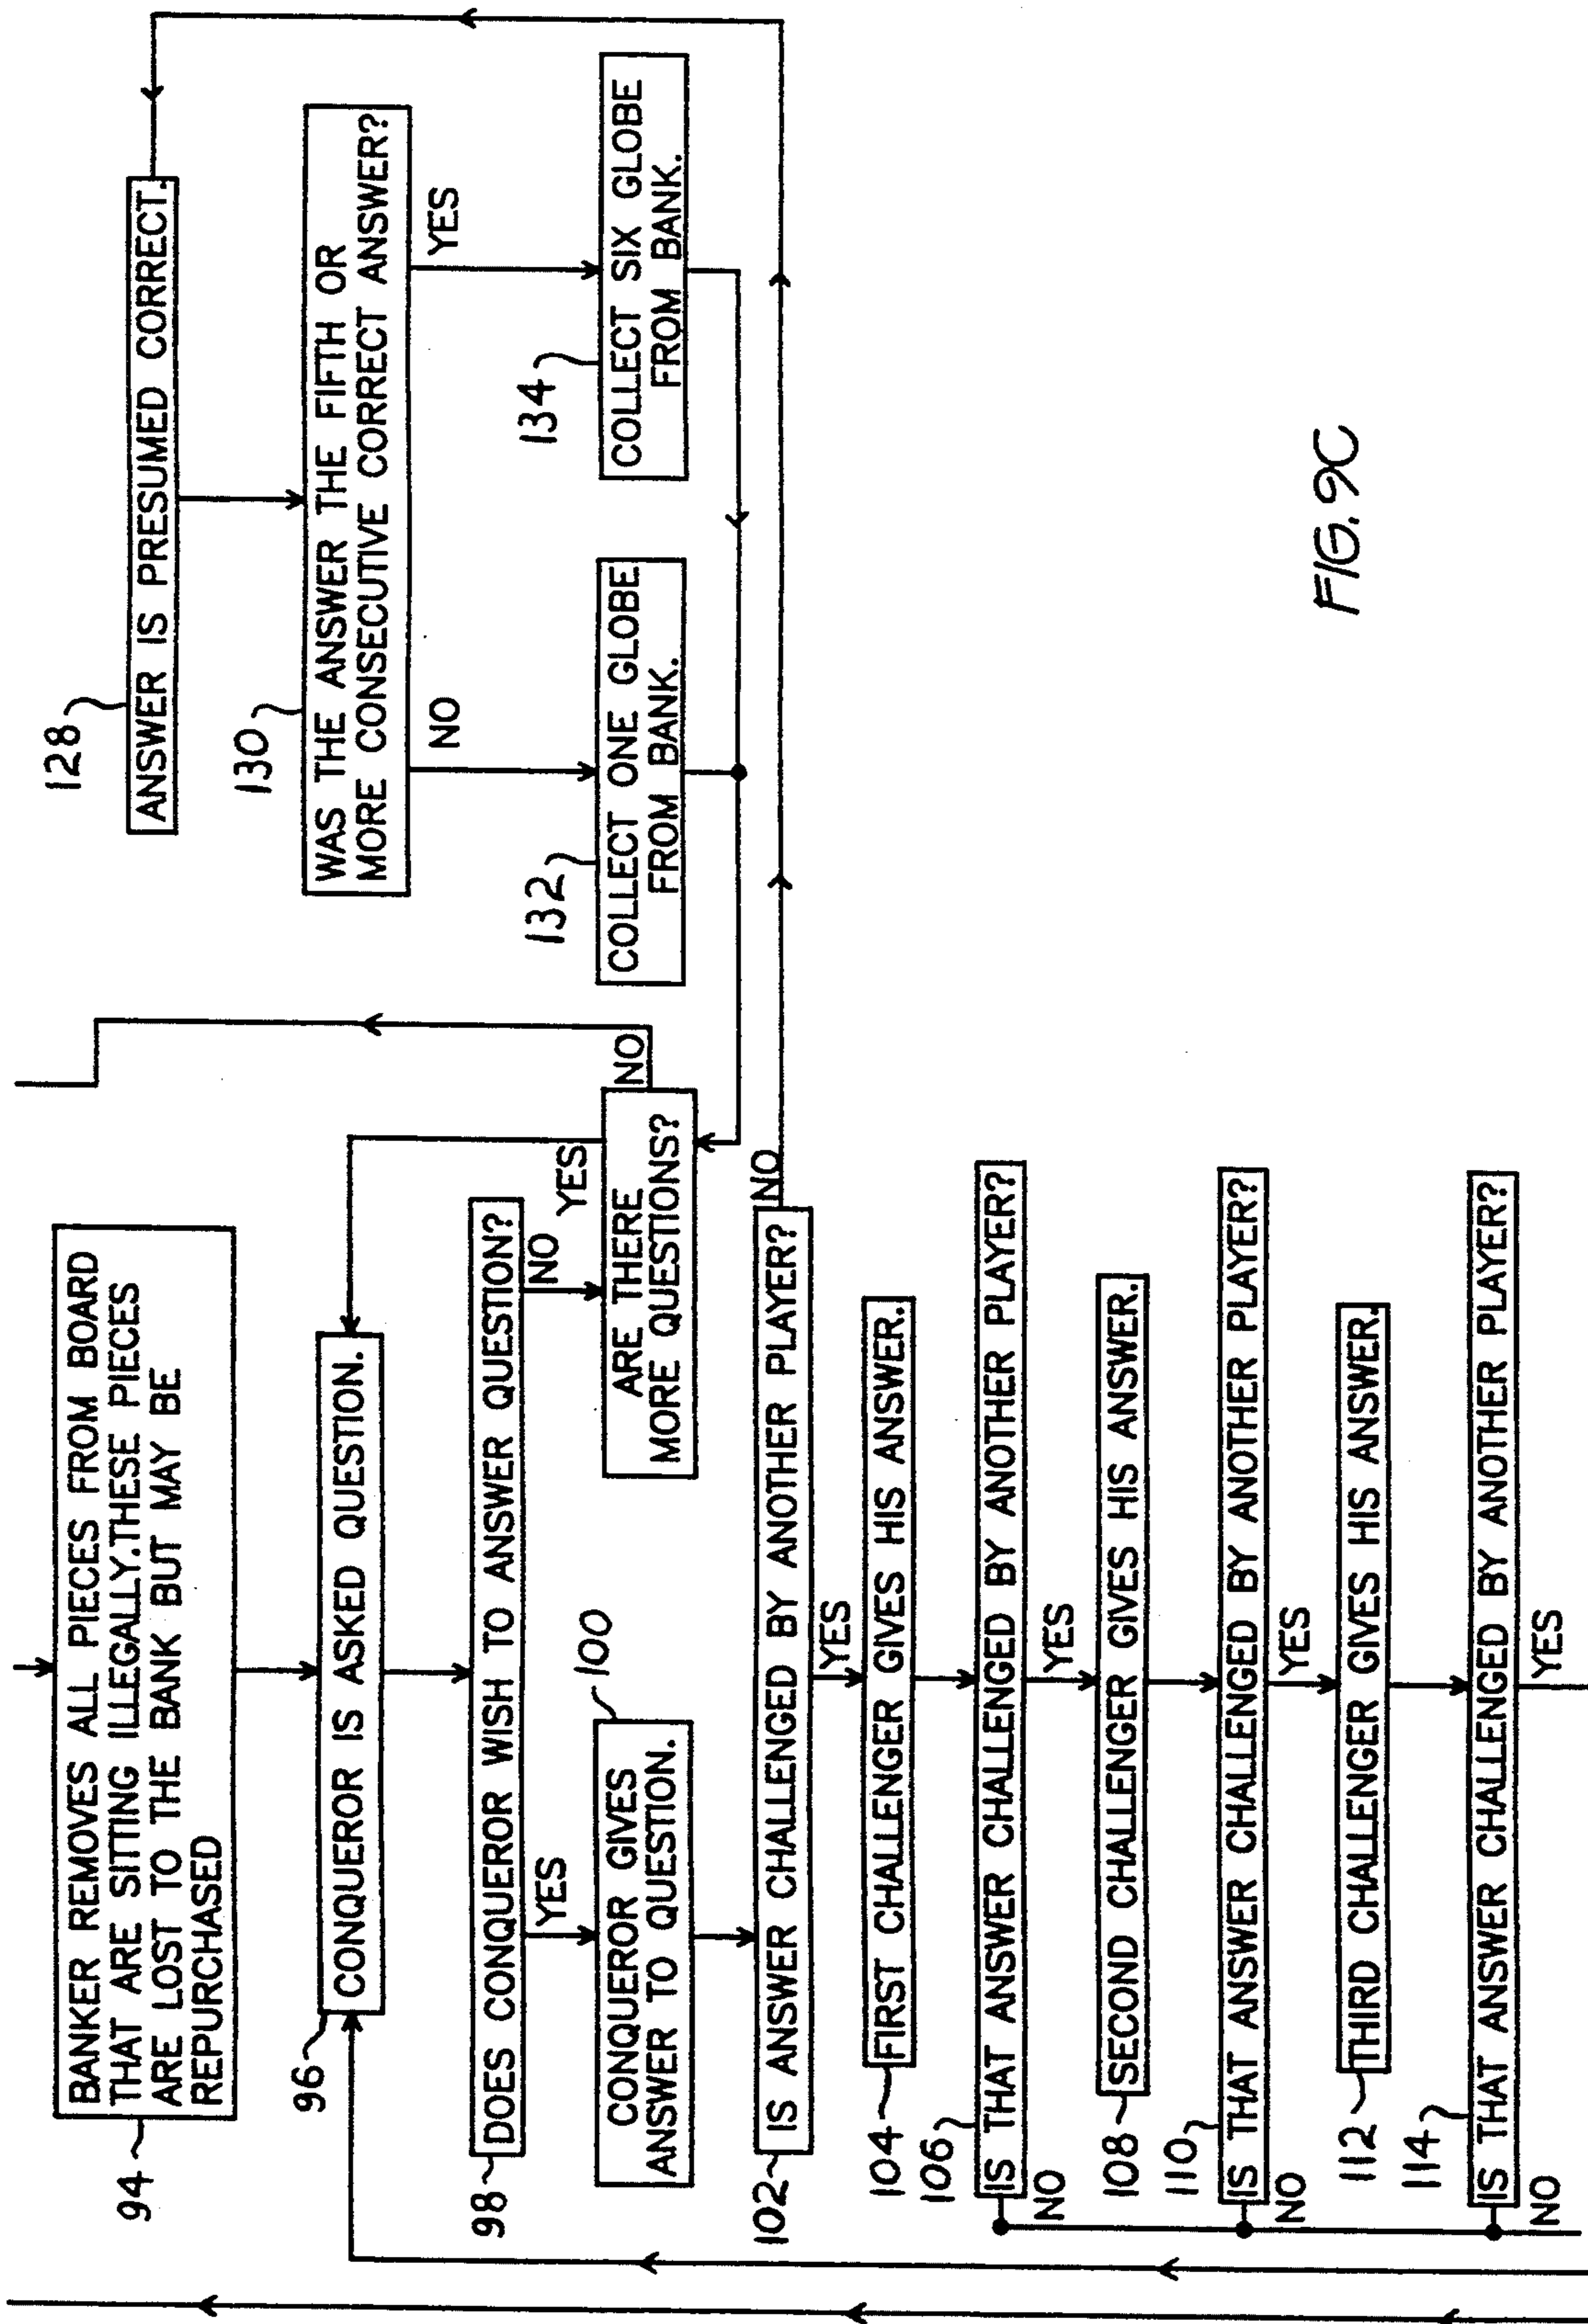 94
BANKER REMOVES ALL PIECES FROM BOARD
THAT ARE SITTING ILLEGALLY.THESE PIECES
ARE LOST TO THE BANK BUT MAY BE
REPURCHASED
96
CONQUEROR IS ASKED QUESTION.
98
DOES CONQUEROR WISH TO ANSWER QUESTION?
YES
NO
100
CONQUEROR GIVES
ANSWER TO QUESTION.
ARE THERE
MORE QUESTIONS?
YES
NO
102
IS ANSWER CHALLENGED BY ANOTHER PLAYER?
NO
YES
104
FIRST CHALLENGER GIVES HIS ANSWER.
106
IS THAT ANSWER CHALLENGED BY ANOTHER PLAYER?
NO
YES
108
SECOND CHALLENGER GIVES HIS ANSWER.
110
IS THAT ANSWER CHALLENGED BY ANOTHER PLAYER?
NO
YES
112
THIRD CHALLENGER GIVES HIS ANSWER.
114
IS THAT ANSWER CHALLENGED BY ANOTHER PLAYER?
NO
YES
128
ANSWER IS PRESUMED CORRECT.
130
WAS THE ANSWER THE FIFTH OR
MORE CONSECUTIVE CORRECT ANSWER?
NO
YES
132
COLLECT ONE GLOBE
FROM BANK.
134
COLLECT SIX GLOBE
FROM BANK.
FIG. 9C